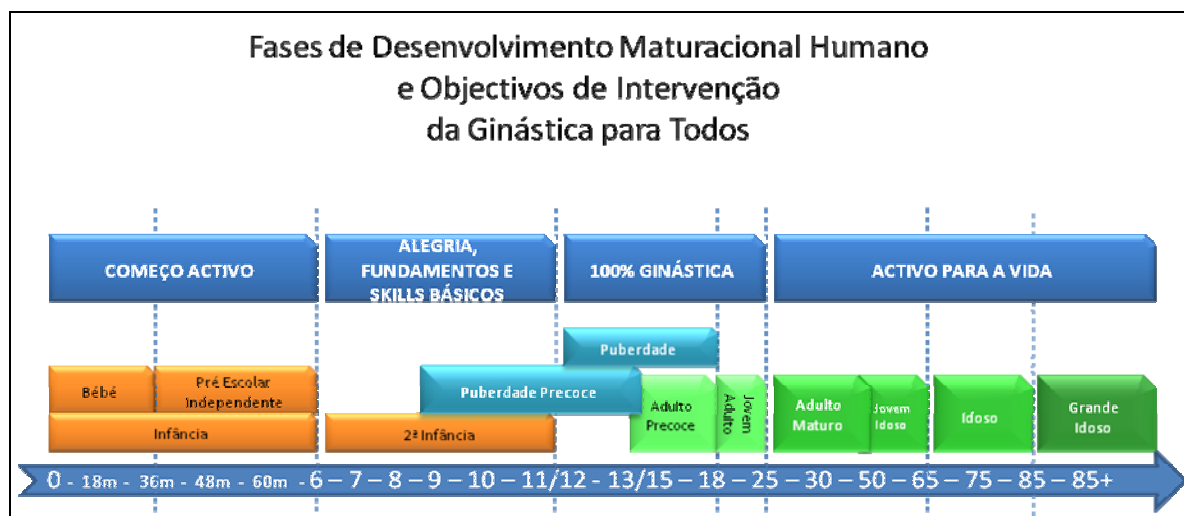 Fases de Desenvolvimento Maturacional Humano
e Objectivos de Intervenção
da Ginástica para Todos
COMEÇO ACTIVO
ALEGRIA,
FUNDAMENTOS E
SKILLS BÁSICOS
100% GINÁSTICA
ACTIVO PARA A VIDA
Puberdade
Bébé
Pré Escolar
Independente
Puberdade Precoce
Infância
2ª Infância
Adulto
Precoce
Jovem
Adulto
Adulto
Maturo
Jovem
Idoso
Idoso
Grande
Idoso
0 - 18m - 36m - 48m - 60m - 6 – 7 – 8 – 9 – 10 – 11/12 - 13/15 – 18 – 25 – 30 – 50 – 65 – 75 – 85 – 85+